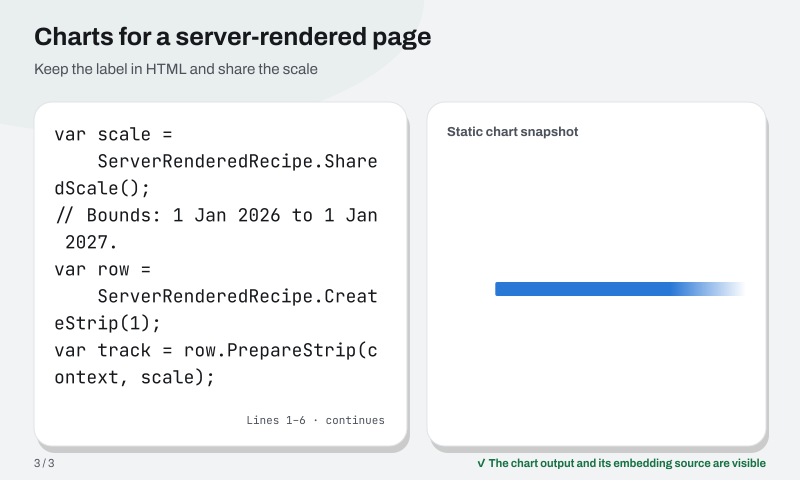 Charts for a server-rendered page
Keep the label in HTML and share the scale
var scale =
    ServerRenderedRecipe.Share
dScale();
// Bounds: 1 Jan 2026 to 1 Jan
 2027.
var row =
    ServerRenderedRecipe.Creat
eStrip(1);
var track = row.PrepareStrip(c
ontext, scale);
Lines 1–6 · continues
Static chart snapshot
3 / 3
✓ The chart output and its embedding source are visible